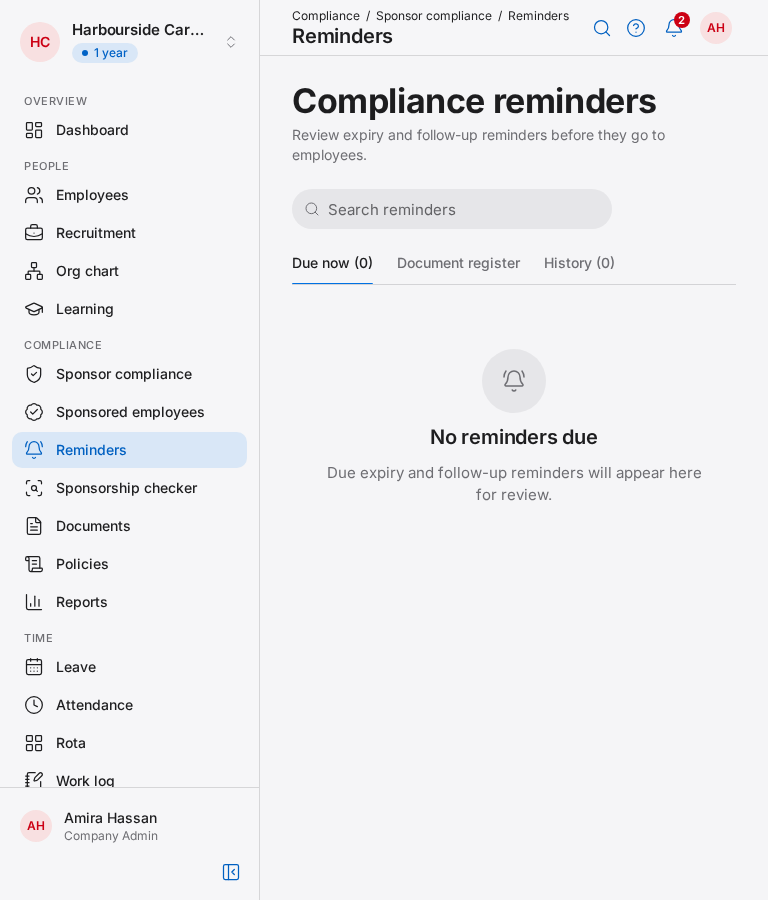 HC
Harbourside Car...
1 year
OVERVIEW
Dashboard
PEOPLE
Employees
Recruitment
Org chart
Learning
COMPLIANCE
Sponsor compliance
Sponsored employees
Reminders
Sponsorship checker
Documents
Policies
Reports
TIME
Leave
Attendance
Rota
Work log
AH
Amira Hassan
Company Admin
Compliance / Sponsor compliance / Reminders
Reminders
2
AH
Compliance reminders
Review expiry and follow-up reminders before they go to
employees.
Search reminders
Due now (0) Document register History (0)
No reminders due
Due expiry and follow-up reminders will appear here
for review.